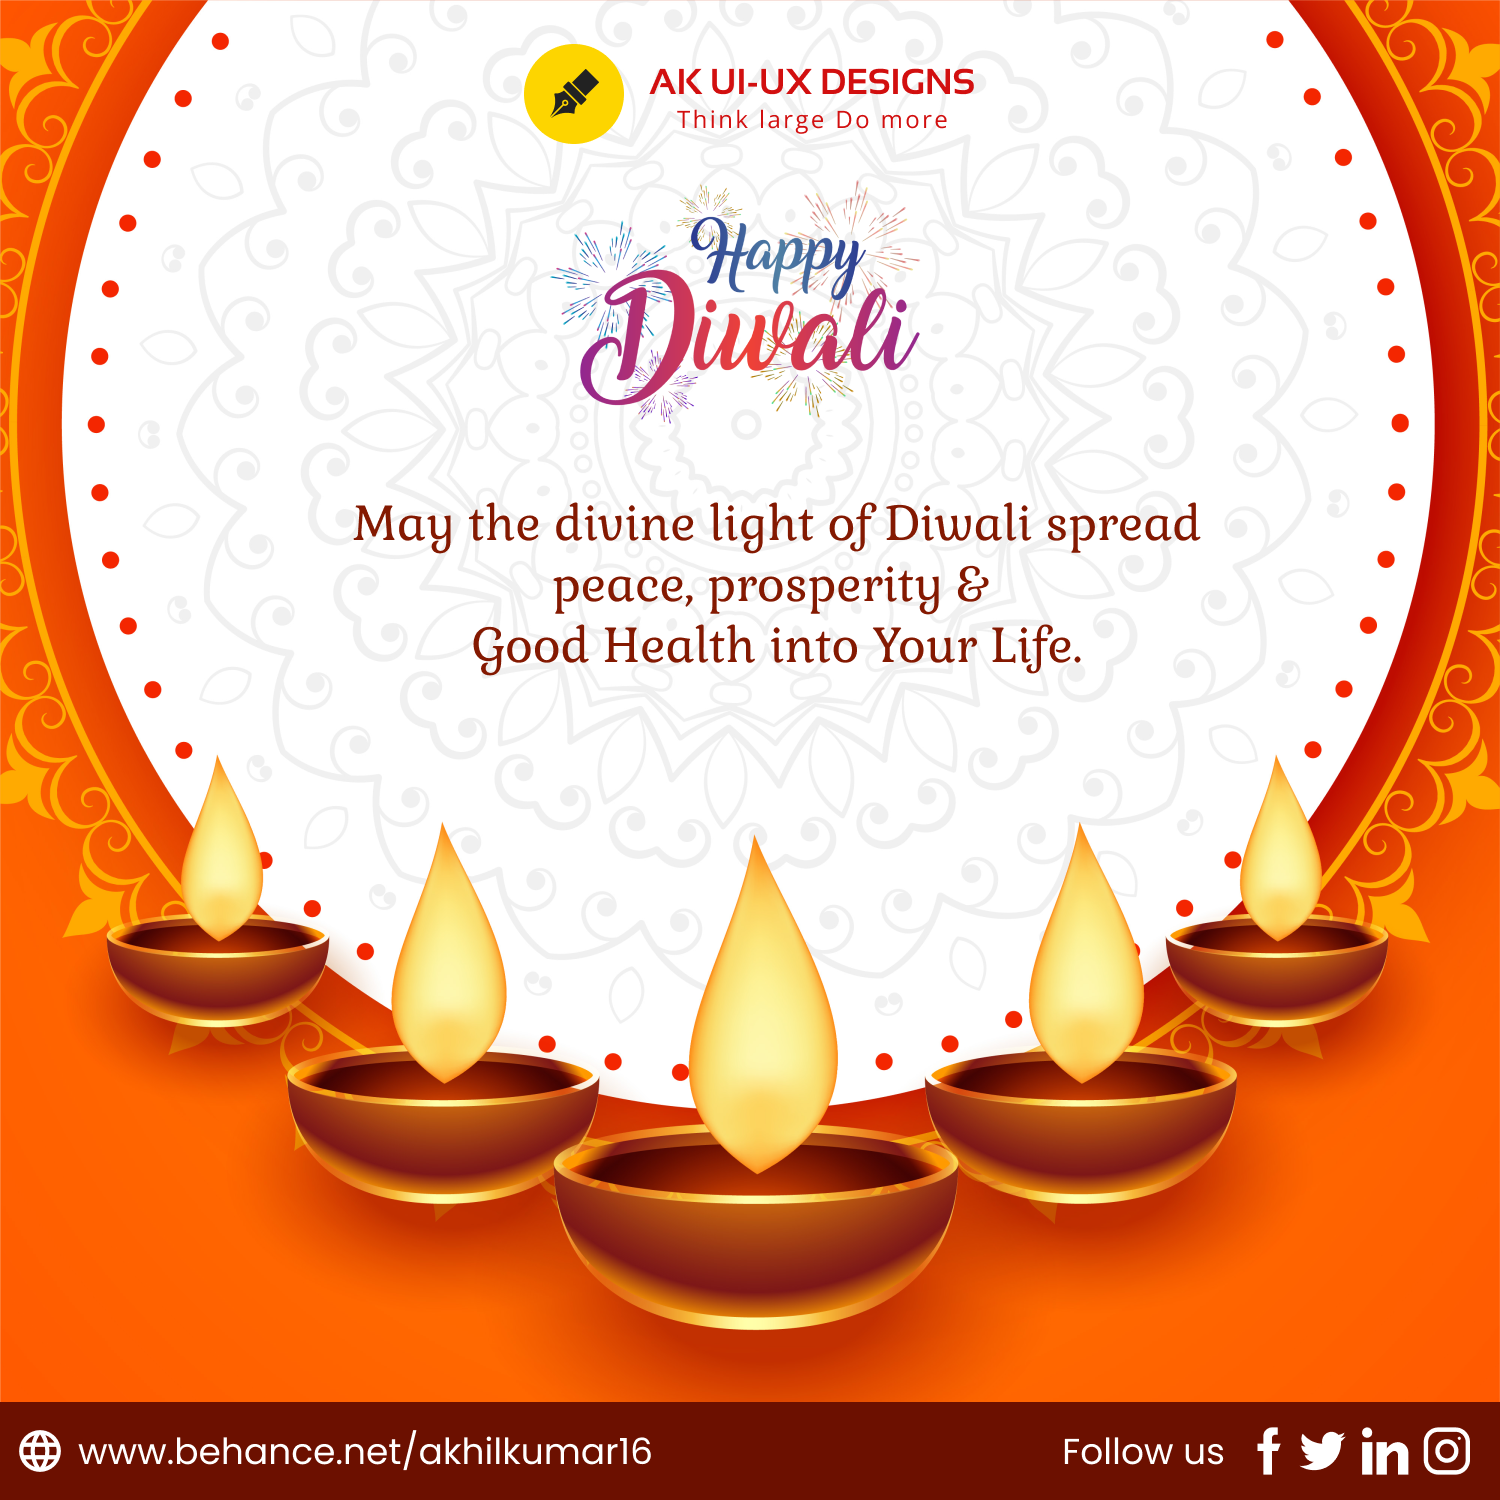 AK UI-UX DESIGNS
Think large Do more
Happy
Diwali
May the divine light of Diwali spread
peace, prosperity &
Good Health into Your Life.
www.behance.net/akhilkumar16
Follow us